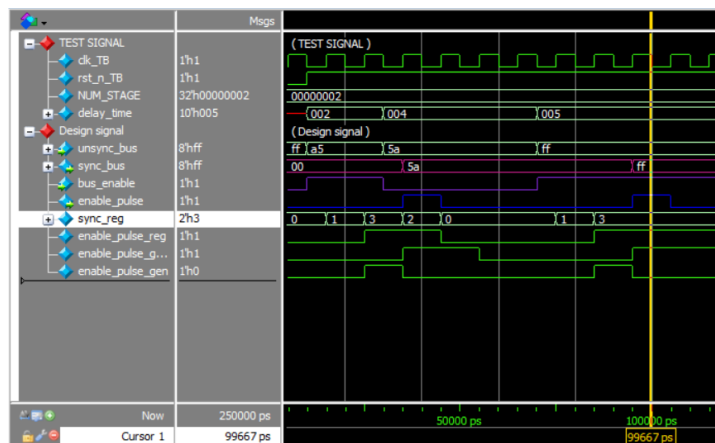 Msgs
TEST SIGNAL
( TEST SIGNAL )
clk_TB 1'h1
rst_n_TB 1'h1
NUM_STAGE 32'h00000002 00000002
delay_time 10'h005 002 004 005
Design signal ( Design signal )
unsync_bus 8'hff ff a5 5a ff
sync_bus 8'hff 00 5a ff
bus_enable 1'h1
enable_pulse 1'h1
sync_reg 2'h3 0 1 3 2 0 1 3
enable_pulse_reg 1'h1
enable_pulse_g... 1'h1
enable_pulse_gen 1'h0
Now 250000 ps 50000 ps 100000 ps
Cursor 1 99667 ps 99667 ps